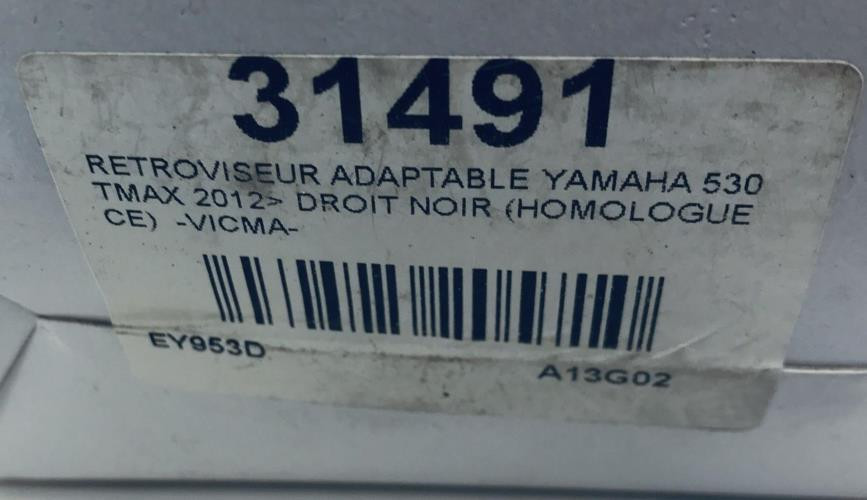 31491
RETROVISEUR ADAPTABLE YAMAHA 530
TMAX 2012> DROIT NOIR (HOMOLOGUE
CE) -VICMA-
EY953D
A13G02